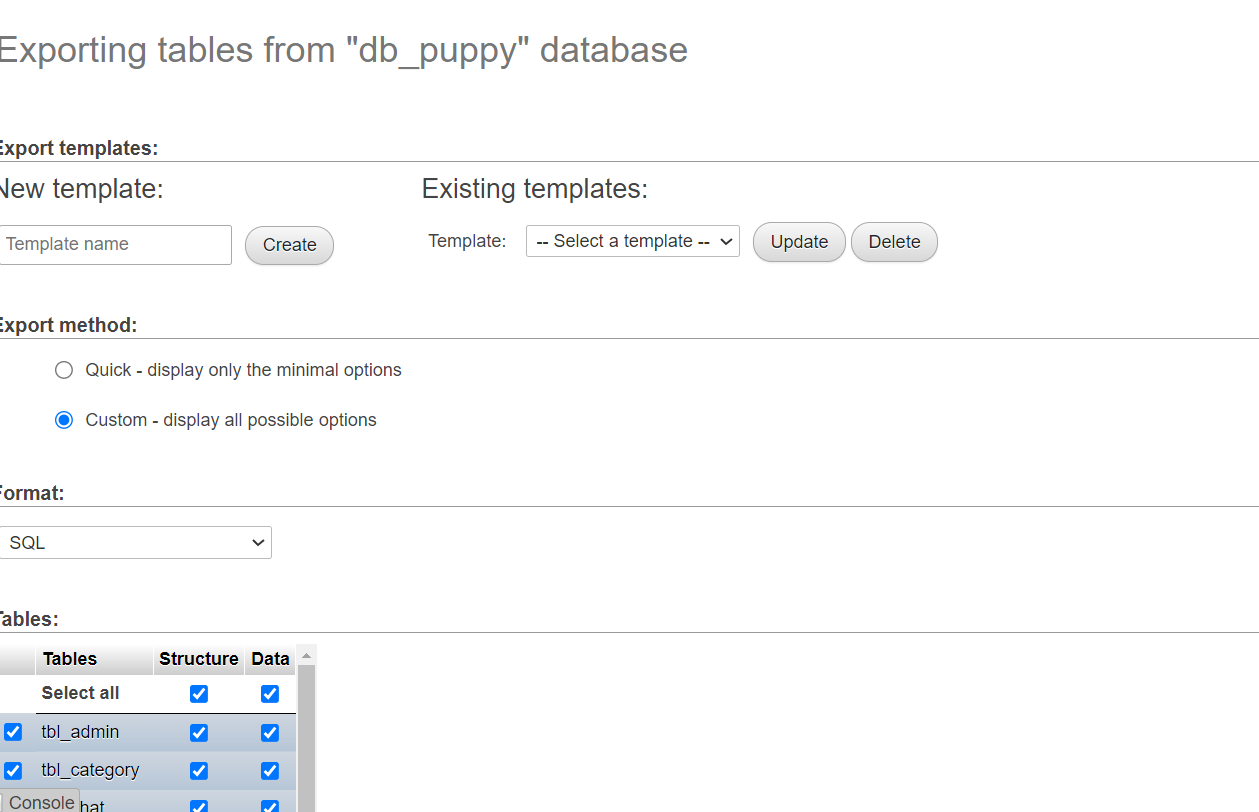 Exporting tables from "db_puppy" database
Export templates:
New template:
Existing templates:
Template name
Create
Template:
-- Select a template --
Update
Delete
Export method:
Quick - display only the minimal options
Custom - display all possible options
Format:
SQL
Tables:
Tables Structure Data
Select all
tbl_admin
tbl_category
hat
Console